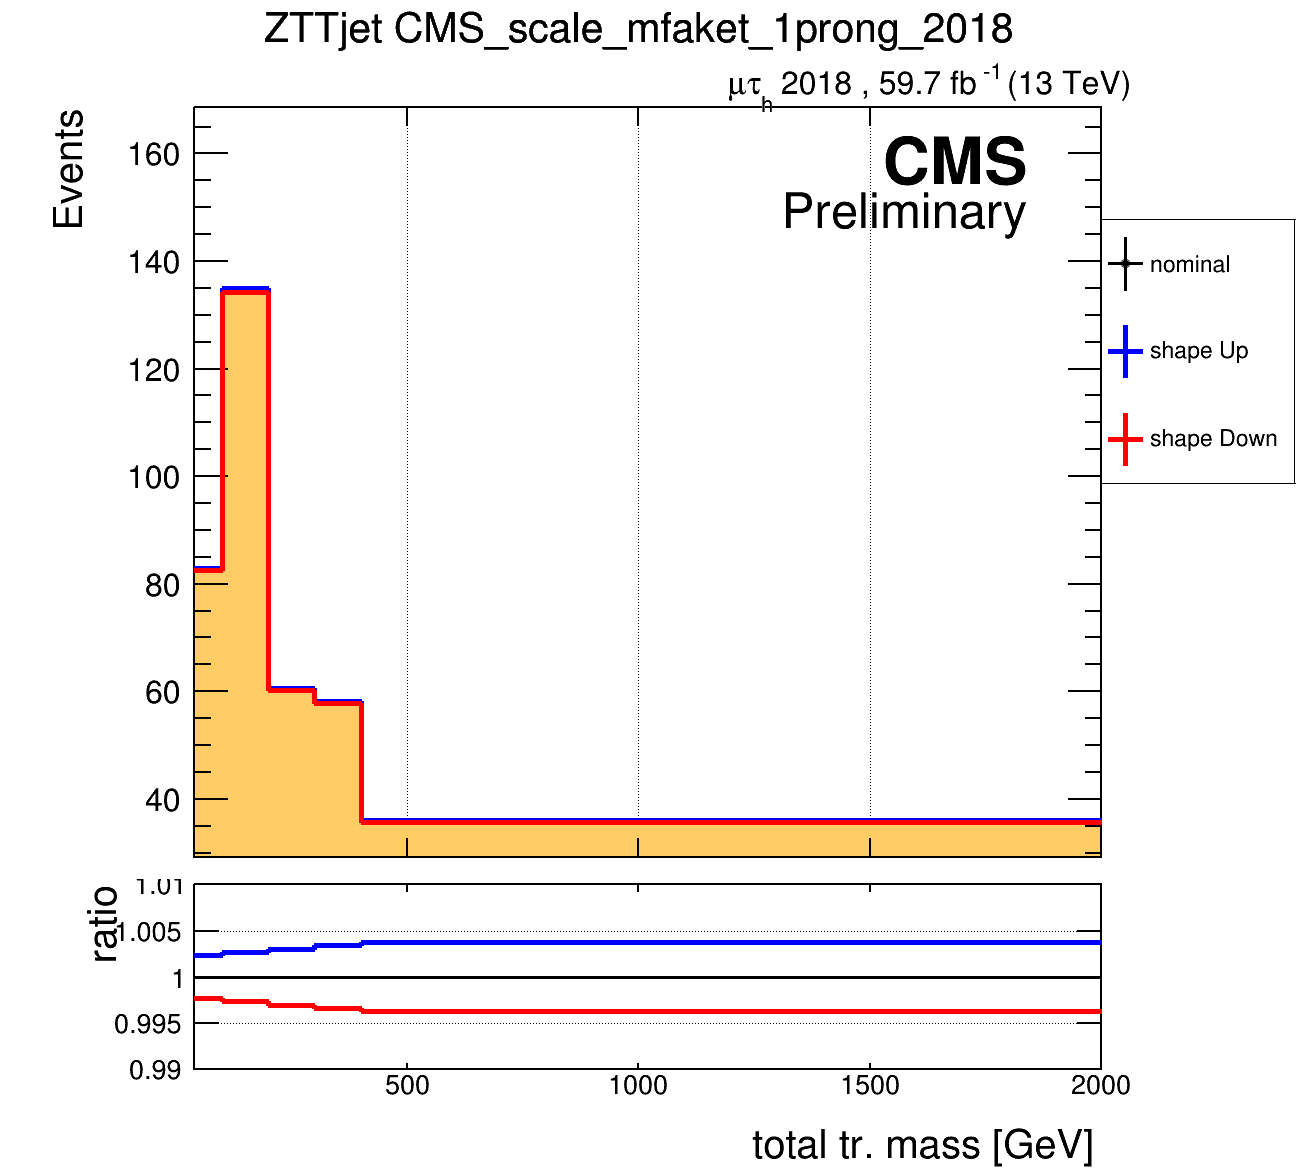 ZTTjet CMS_scale_mfaket_1prong_2018
μτh 2018 , 59.7 fb-1 (13 TeV)
Events
160
140
120
100
80
60
40
CMS
Preliminary
nominal
shape Up
shape Down
ratio
1.01
1.005
1
0.995
0.99
500 1000 1500 2000
total tr. mass [GeV]